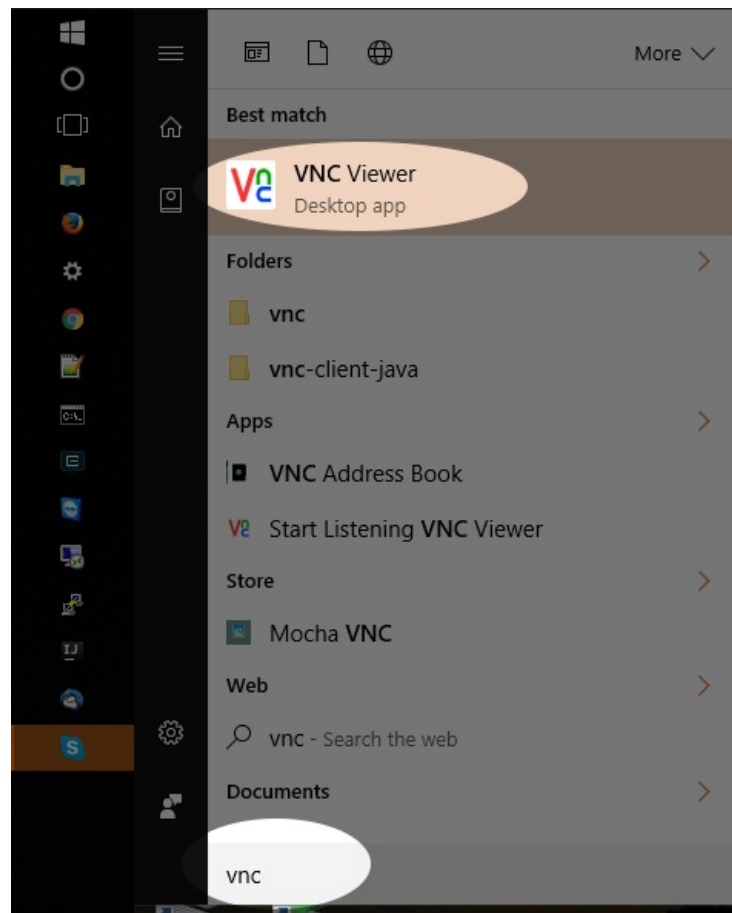 More
Best match
VNC Viewer
Desktop app
Folders
vnc
vnc-client-java
Apps
VNC Address Book
Start Listening VNC Viewer
Store
Mocha VNC
Web
vnc - Search the web
Documents
vnc